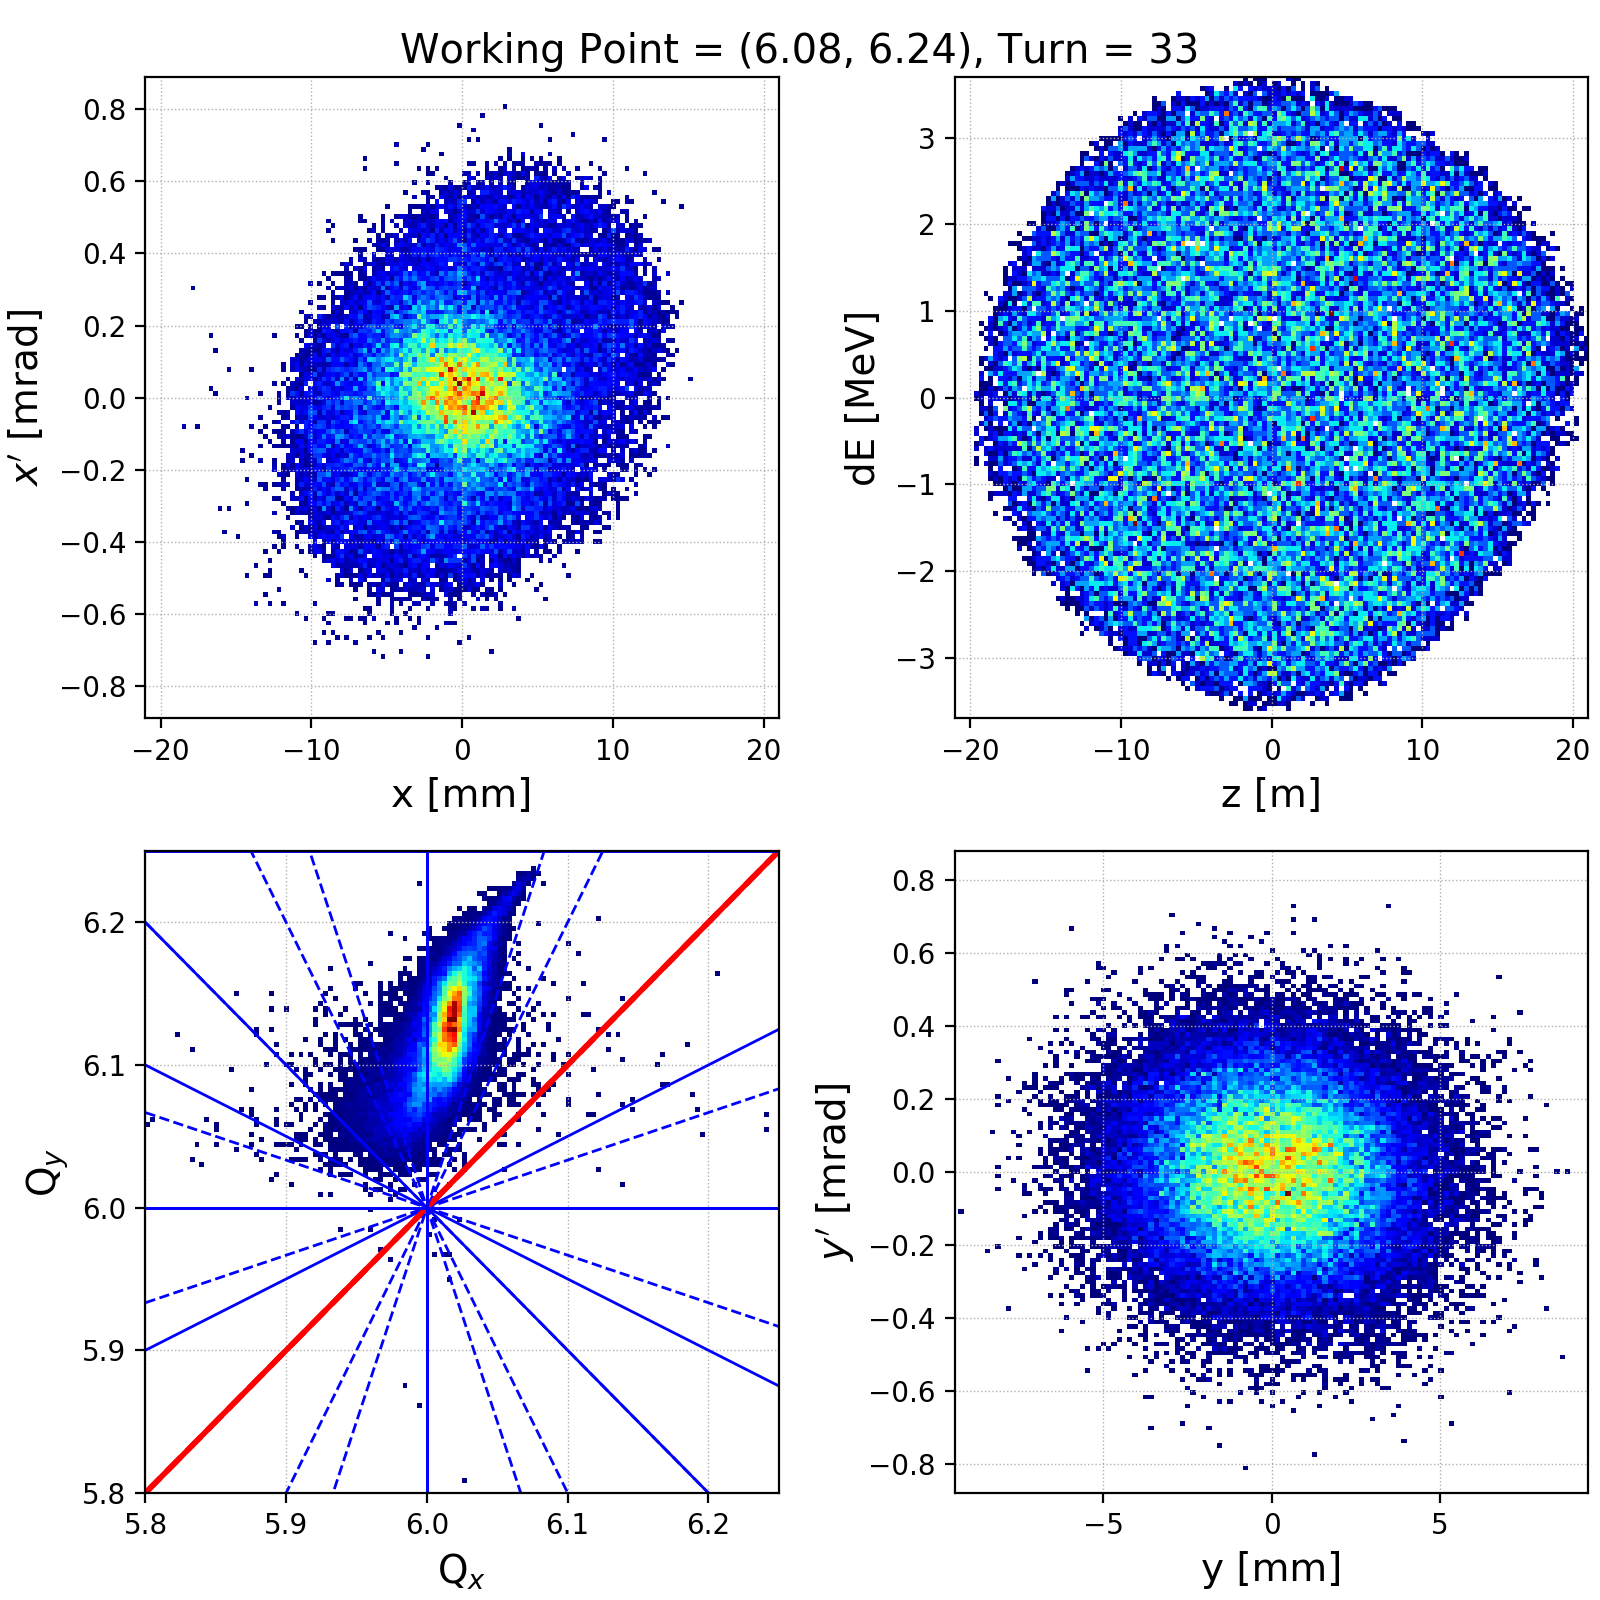 Working Point = (6.08, 6.24), Turn = 33
0.8
0.6
0.4
0.2
0.0
−0.2
−0.4
−0.6
−0.8
x′ [mrad]
−20 −10 0 10 20
x [mm]
3
2
1
0
−1
−2
−3
dE [MeV]
−20 −10 0 10 20
z [m]
6.2
6.1
6.0
5.9
5.8
Qy
5.8 5.9 6.0 6.1 6.2
Qx
0.8
0.6
0.4
0.2
0.0
−0.2
−0.4
−0.6
−0.8
y′ [mrad]
−5 0 5
y [mm]